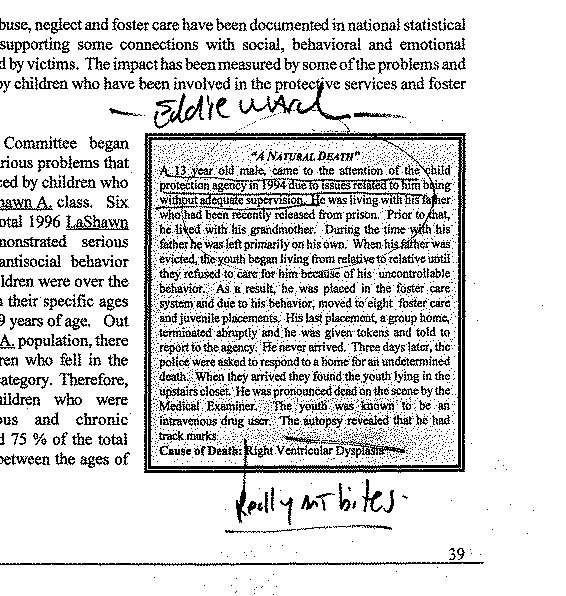 buse, neglect and foster care have been documented in national statistical
supporting some connections with social, behavioral and emotional
d by victims. The impact has been measured by some of the problems and
by children who have been involved in the protective services and foster
Eddie
Committee began
rious problems that
ced by children who
hawn A. class. Six
otal 1996 LaShawn
monstrated serious
antisocial behavior
ildren were over the
n their specific ages
9 years of age. Out
A. population, there
ren who fell in the
category. Therefore,
hildren who were
ous and chronic
d 75 % of the total
between the ages of
"A NATURAL DEATH"
A 13 year old male, came to the attention of the child
protection agency in 1994 due to issues related to him being
without adequate supervision. He was living with his father
who had been recently released from prison. Prior to that,
he lived with his grandmother. During the time with his
father he was left primarily on his own. When his father was
evicted, the youth began living from relative to relative until
they refused to care for him because of his uncontrollable
behavior. As a result, he was placed in the foster care
system and due to his behavior, moved to eight foster care
and juvenile placements. His last placement, a group home,
terminated abruptly and he was given tokens and told to
report to the agency. He never arrived. Three days later, the
police were asked to respond to a home for an undetermined
death. When they arrived they found the youth lying in the
upstairs closet. He was pronounced dead on the scene by the
Medical Examiner. The youth was known to be an
intravenous drug user. The autopsy revealed that he had
track marks
Cause of Death: Right Ventricular Dysplasia
Really bites
39